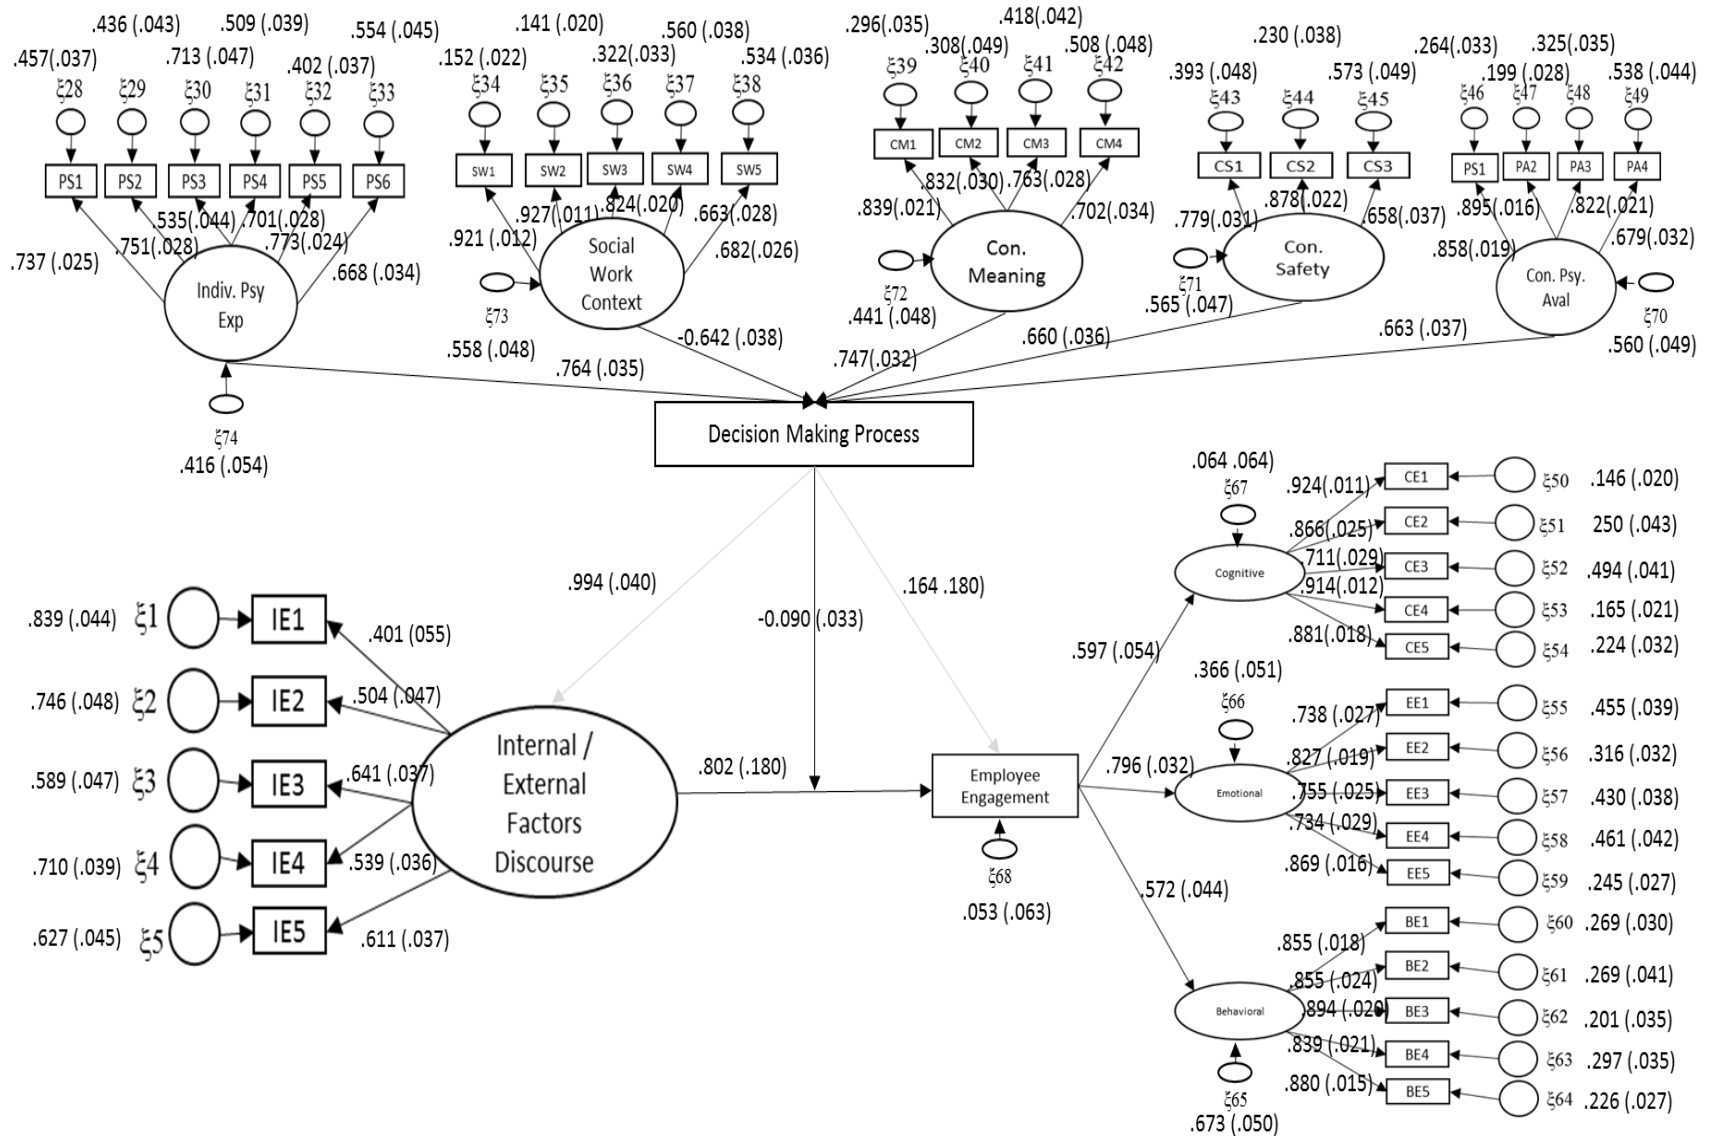 .436 (.043)
.509 (.039)
.554 (.045)
.457(.037)
.713 (.047)
.402 (.037)
ξ28
ξ29
ξ30
ξ31
ξ32
ξ33
PS1
PS2
PS3
PS4
PS5
PS6
.737 (.025)
.751(.028)
.535(.044)
.701(.028)
.773(.024)
.668 (.034)
Indiv. Psy
Exp
ξ74
.416 (.054)
.141 (.020)
.560 (.038)
.152 (.022)
.322(.033)
.534 (.036)
ξ34
ξ35
ξ36
ξ37
ξ38
SW1
SW2
SW3
SW4
SW5
.921 (.012)
.927(.011)
.824(.020)
.663(.028)
.682(.026)
Social
Work
Context
ξ73
.558 (.048)
.296(.035)
.418(.042)
.308(.049)
.508(.048)
ξ39
ξ40
ξ41
ξ42
CM1
CM2
CM3
CM4
.839(.021)
.832(.030)
.763(.028)
.702(.034)
Con.
Meaning
ξ72
.441 (.048)
.230 (.038)
.393 (.048)
.573 (.049)
ξ43
ξ44
ξ45
CS1
CS2
CS3
.779(.031)
.878(.022)
.658(.037)
Con.
Safety
ξ71
.565 (.047)
.264(.033)
.325(.035)
.199 (.028)
.538 (.044)
ξ46
ξ47
ξ48
ξ49
PS1
PA2
PA3
PA4
.858(.019)
.895(.016)
.822(.021)
.679(.032)
Con. Psy.
Aval
ξ70
.560 (.049)
.764 (.035)
-0.642 (.038)
.747(.032)
.660 (.036)
.663 (.037)
Decision Making Process
.994 (.040)
-0.090 (.033)
.164 .180)
.839 (.044)
ξ1
IE1
.401 (055)
.746 (.048)
ξ2
IE2
.504 (.047)
.589 (.047)
ξ3
IE3
.641 (.037)
.710 (.039)
ξ4
IE4
.539 (.036)
.627 (.045)
ξ5
IE5
.611 (.037)
Internal /
External
Factors
Discourse
.802 (.180)
Employee
Engagement
ξ68
.053 (.063)
.597 (.054)
.796 (.032)
.572 (.044)
.064 .064)
ξ67
Cognitive
.924(.011)
CE1
ξ50
.146 (.020)
.866(.025)
CE2
ξ51
250 (.043)
.711(.029)
CE3
ξ52
.494 (.041)
.914(.012)
CE4
ξ53
.165 (.021)
.881(.018)
CE5
ξ54
.224 (.032)
.366 (.051)
ξ66
Emotional
.738 (.027)
EE1
ξ55
.455 (.039)
.827(.019)
EE2
ξ56
.316 (.032)
.755 (.025)
EE3
ξ57
.430 (.038)
.734(.029)
EE4
ξ58
.461 (.042)
.869 (.016)
EE5
ξ59
.245 (.027)
Behavioral
.855 (.018)
BE1
ξ60
.269 (.030)
.855 (.024)
BE2
ξ61
.269 (.041)
.894 (.020)
BE3
ξ62
.201 (.035)
.839 (.021)
BE4
ξ63
.297 (.035)
.880 (.015)
BE5
ξ64
.226 (.027)
ξ65
.673 (.050)